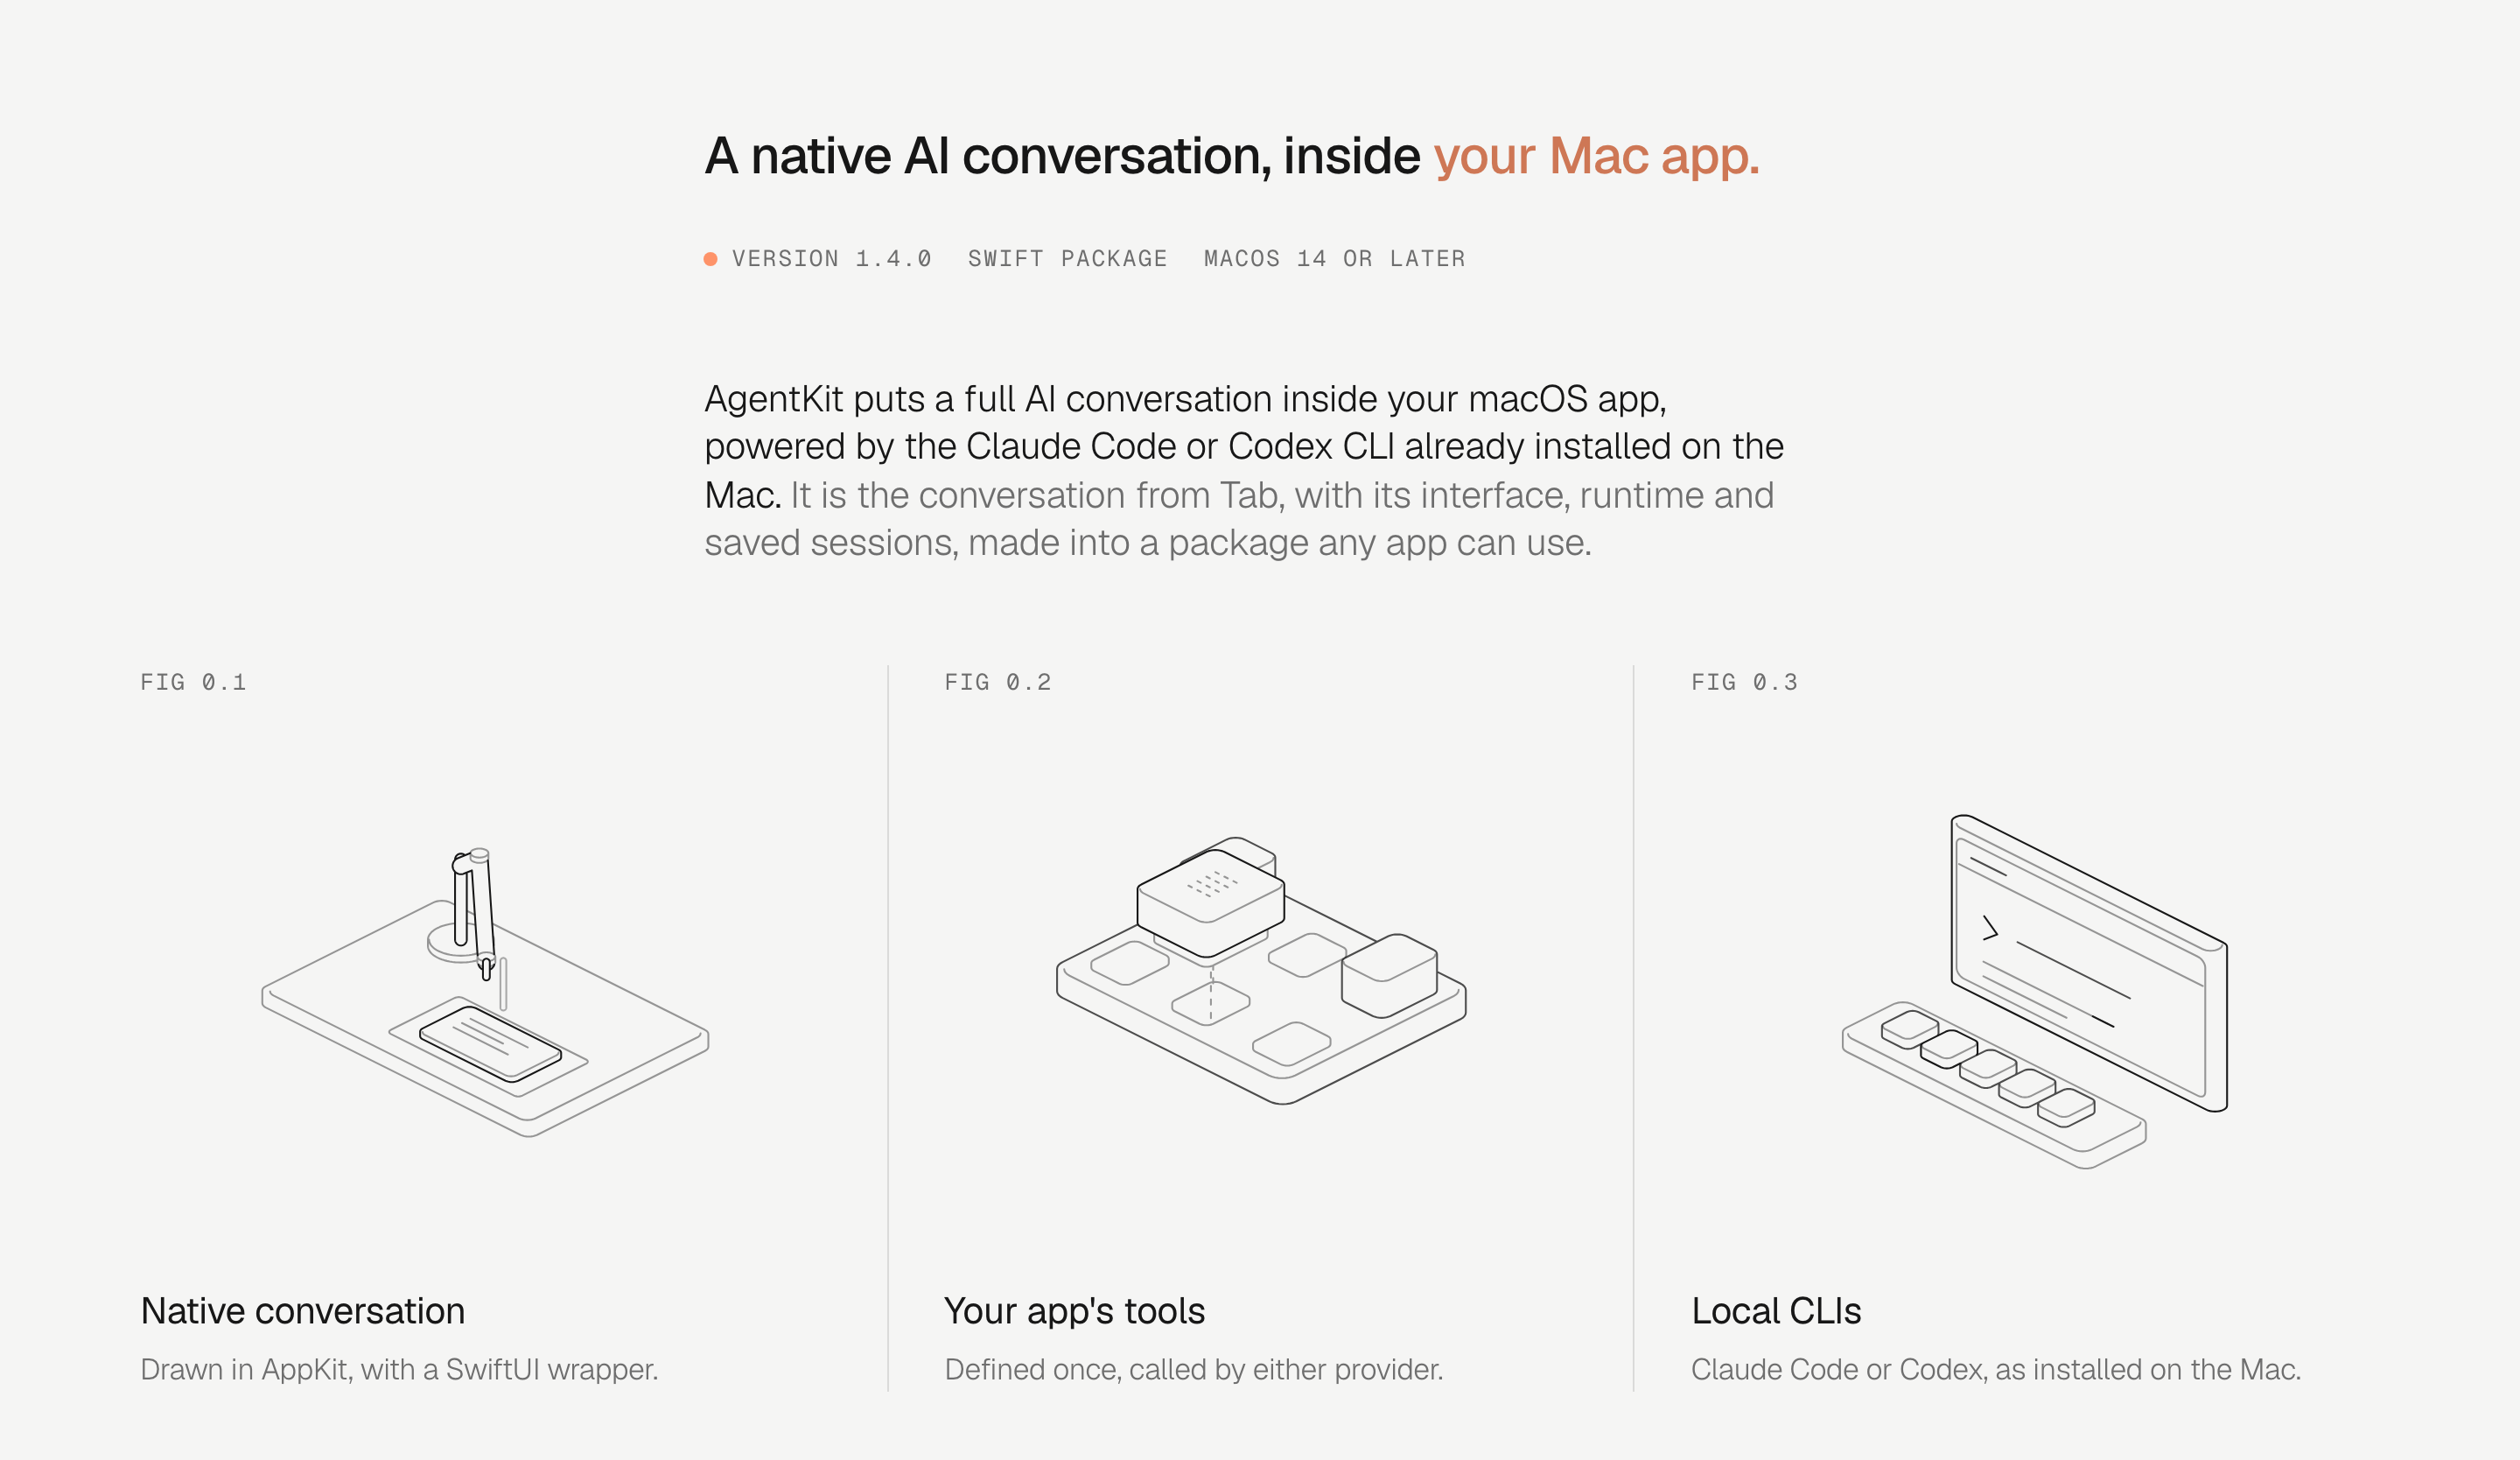 A native AI conversation, inside your Mac app.
VERSION 1.4.0 SWIFT PACKAGE MACOS 14 OR LATER
AgentKit puts a full AI conversation inside your macOS app,
powered by the Claude Code or Codex CLI already installed on the
Mac. It is the conversation from Tab, with its interface, runtime and
saved sessions, made into a package any app can use.
FIG 0.1
FIG 0.2
FIG 0.3
Native conversation
Drawn in AppKit, with a SwiftUI wrapper.
Your app's tools
Defined once, called by either provider.
Local CLIs
Claude Code or Codex, as installed on the Mac.